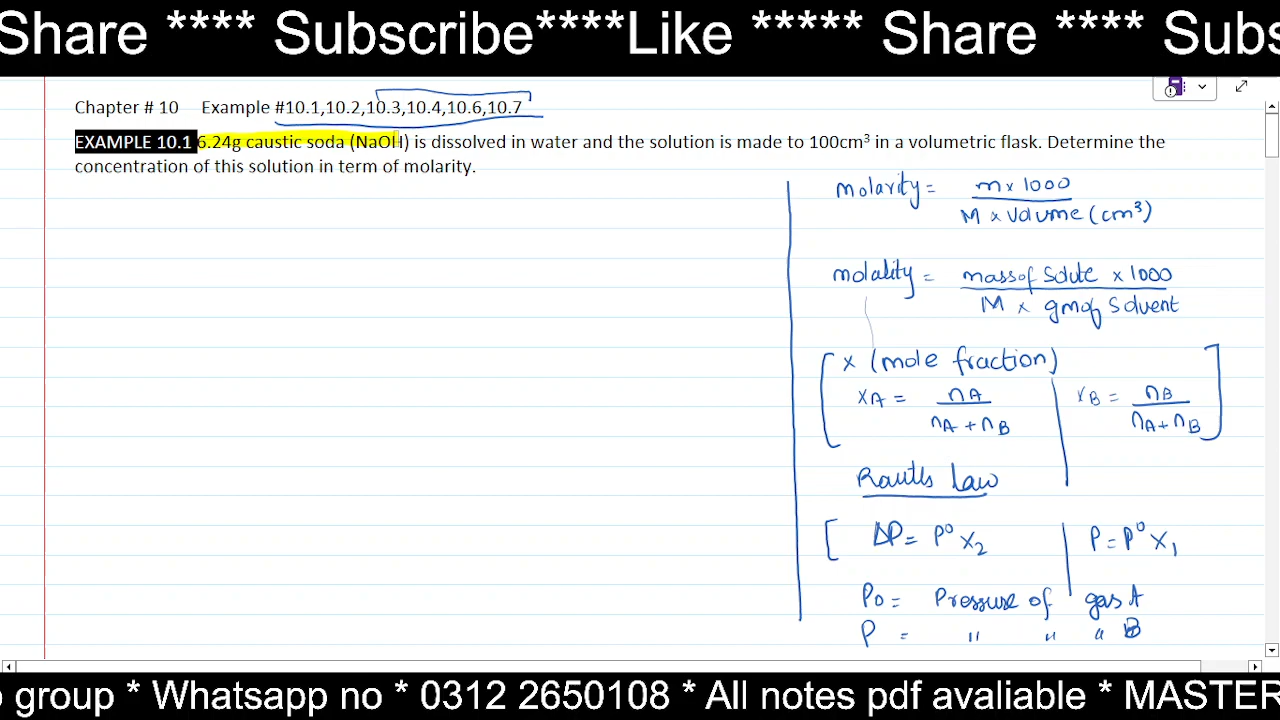 Share **** Subscribe****Like ***** Share **** Subs
Chapter # 10 Example #10.1,10.2,10.3,10.4,10.6,10.7
EXAMPLE 10.1 6.24g caustic soda (NaOH) is dissolved in water and the solution is made to 100cm³ in a volumetric flask. Determine the
concentration of this solution in term of molarity.
molarity = m x 1000
M x Volume (cm³)
molality = mass of Solute x 1000
M x gm of Solvent
x (mole fraction)
xA = nA / nA + nB
xB = nB / nA + nB
Roults Law
ΔP = P⁰ x₂
P = P⁰ x₁
P0 = Pressure of gas A
P = " " " B
o group * Whatsapp no * 0312 2650108 * All notes pdf avaliable * MASTER